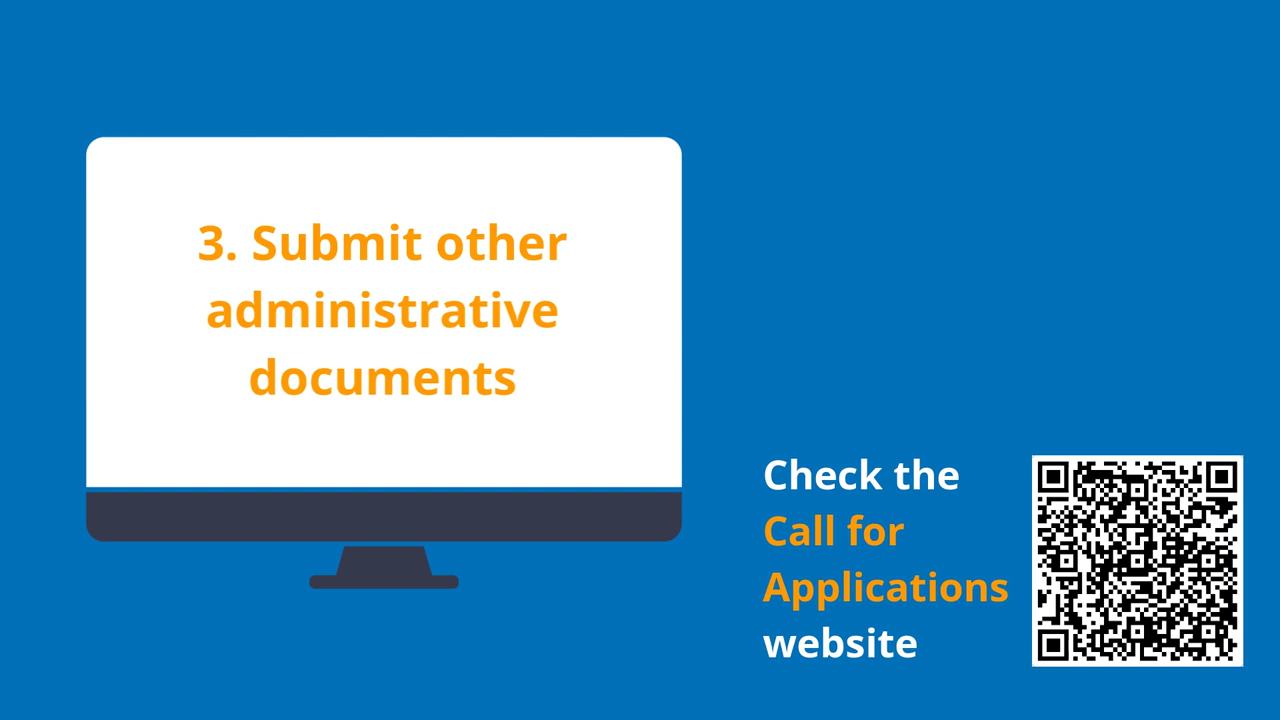 3. Submit other
administrative
documents
Check the
Call for
Applications
website